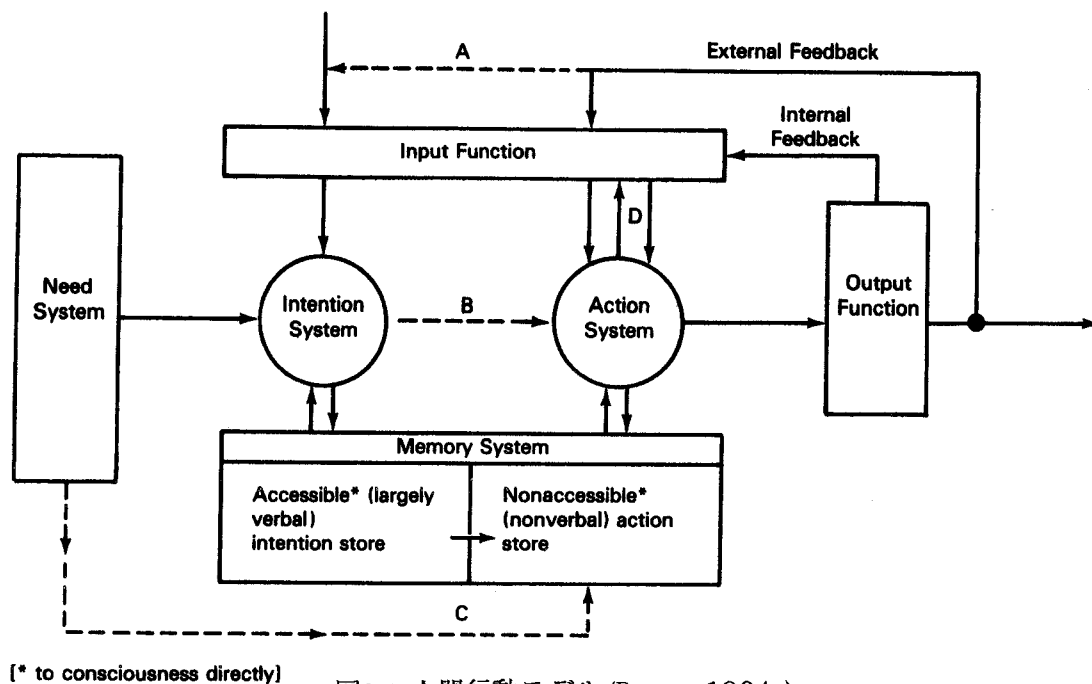 A
External Feedback
Internal
Feedback
Input Function
D
Need
System
Intention
System
B
Action
System
Output
Function
Memory System
Accessible* (largely
verbal)
intention store
Nonaccessible*
(nonverbal) action
store
C
[* to consciousness directly]